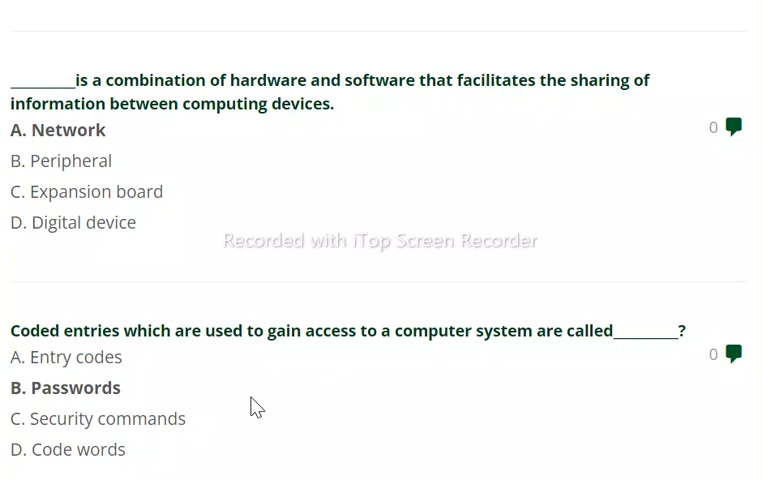 _________is a combination of hardware and software that facilitates the sharing of
information between computing devices.
A. Network
0
B. Peripheral
C. Expansion board
D. Digital device
Recorded with iTop Screen Recorder
Coded entries which are used to gain access to a computer system are called_________?
A. Entry codes
0
B. Passwords
C. Security commands
D. Code words